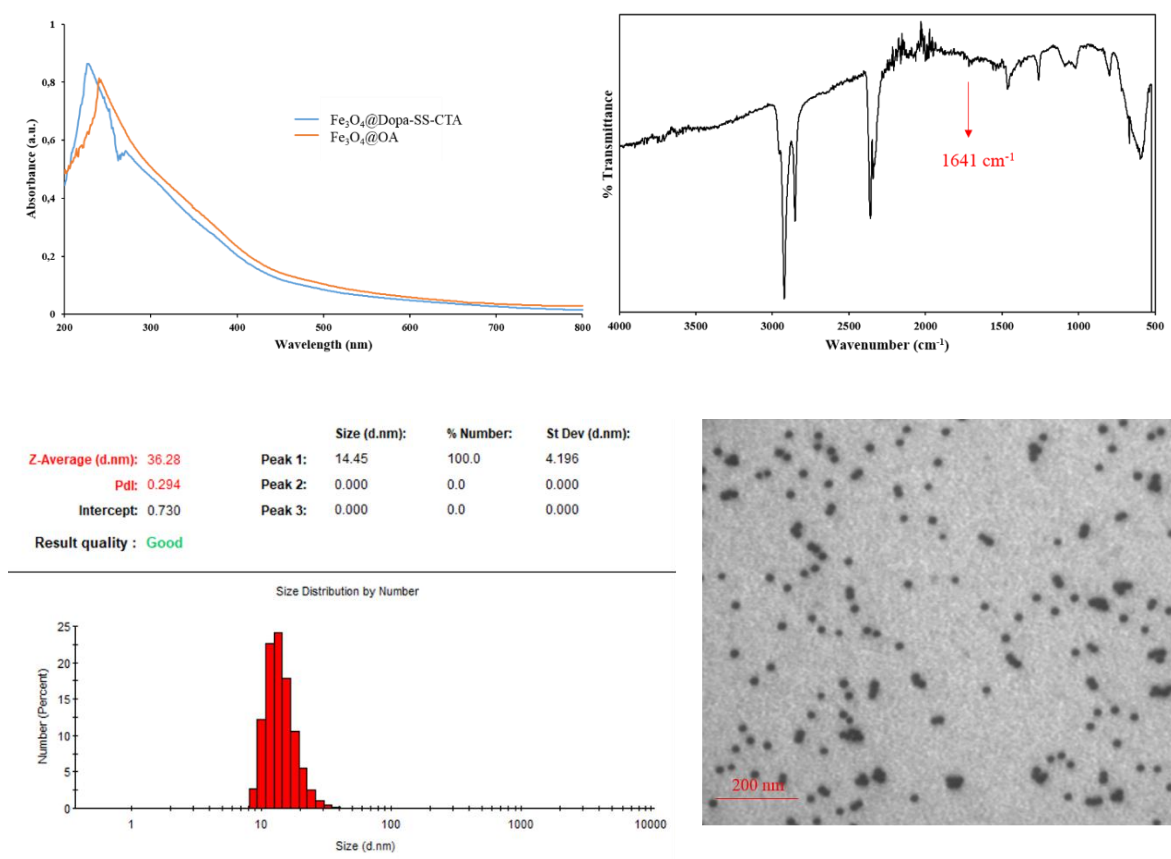 1
0,8
0,6
0,4
0,2
0
Absorbance (a.u.)
Fe₃O₄@Dopa-SS-CTA
Fe₃O₄@OA
200 300 400 500 600 700 800
Wavelength (nm)
% Transmittance
1641 cm⁻¹
4000 3500 3000 2500 2000 1500 1000 500
Wavenumber (cm⁻¹)
Size (d.nm): % Number: St Dev (d.nm):
Z-Average (d.nm): 36.28 Peak 1: 14.45 100.0 4.196
PdI: 0.294 Peak 2: 0.000 0.0 0.000
Intercept: 0.730 Peak 3: 0.000 0.0 0.000
Result quality : Good
Size Distribution by Number
25
20
15
10
5
0
Number (Percent)
1 10 100 1000 10000
Size (d.nm)
200 nm